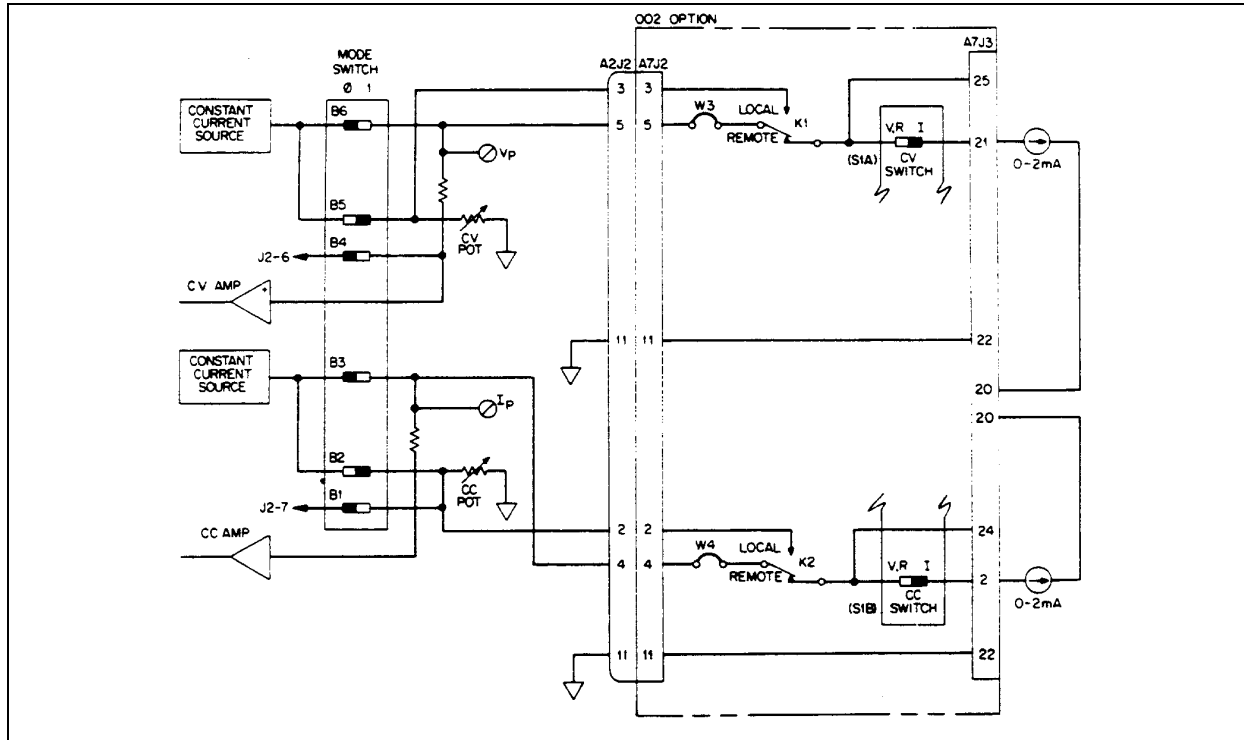 002 OPTION
A7J3
MODE
SWITCH
Ø 1
A2J2 A7J2
CONSTANT
CURRENT
SOURCE
B6
3 3
25
5 5
W3
LOCAL
REMOTE
K1
V,R I
(S1A)
CV
SWITCH
21
0-2mA
VP
B5
CV
POT
B4
J2-6
CV AMP
+
11 11
22
CONSTANT
CURRENT
SOURCE
B3
20
IP
20
B2
CC
POT
B1
J2-7
2 2
24
CC AMP
4 4
W4
LOCAL
REMOTE
K2
V,R I
(S1B)
CC
SWITCH
2
0-2mA
11 11
22